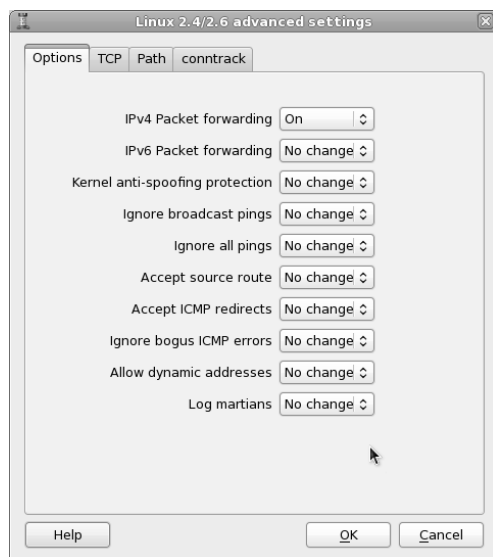 Linux 2.4/2.6 advanced settings
Options TCP Path conntrack
IPv4 Packet forwarding On
IPv6 Packet forwarding No change
Kernel anti-spoofing protection No change
Ignore broadcast pings No change
Ignore all pings No change
Accept source route No change
Accept ICMP redirects No change
Ignore bogus ICMP errors No change
Allow dynamic addresses No change
Log martians No change
Help OK Cancel